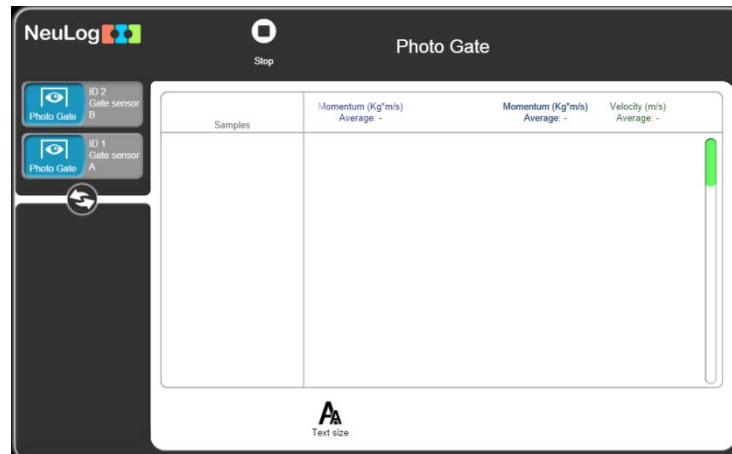 NeuLog
Stop
Photo Gate
ID 2
Gate sensor
B
Photo Gate
ID 1
Gate sensor
A
Photo Gate
Samples
Momentum (Kg*m/s)
Average: -
Momentum (Kg*m/s)
Average: -
Velocity (m/s)
Average: -
AA
Text size